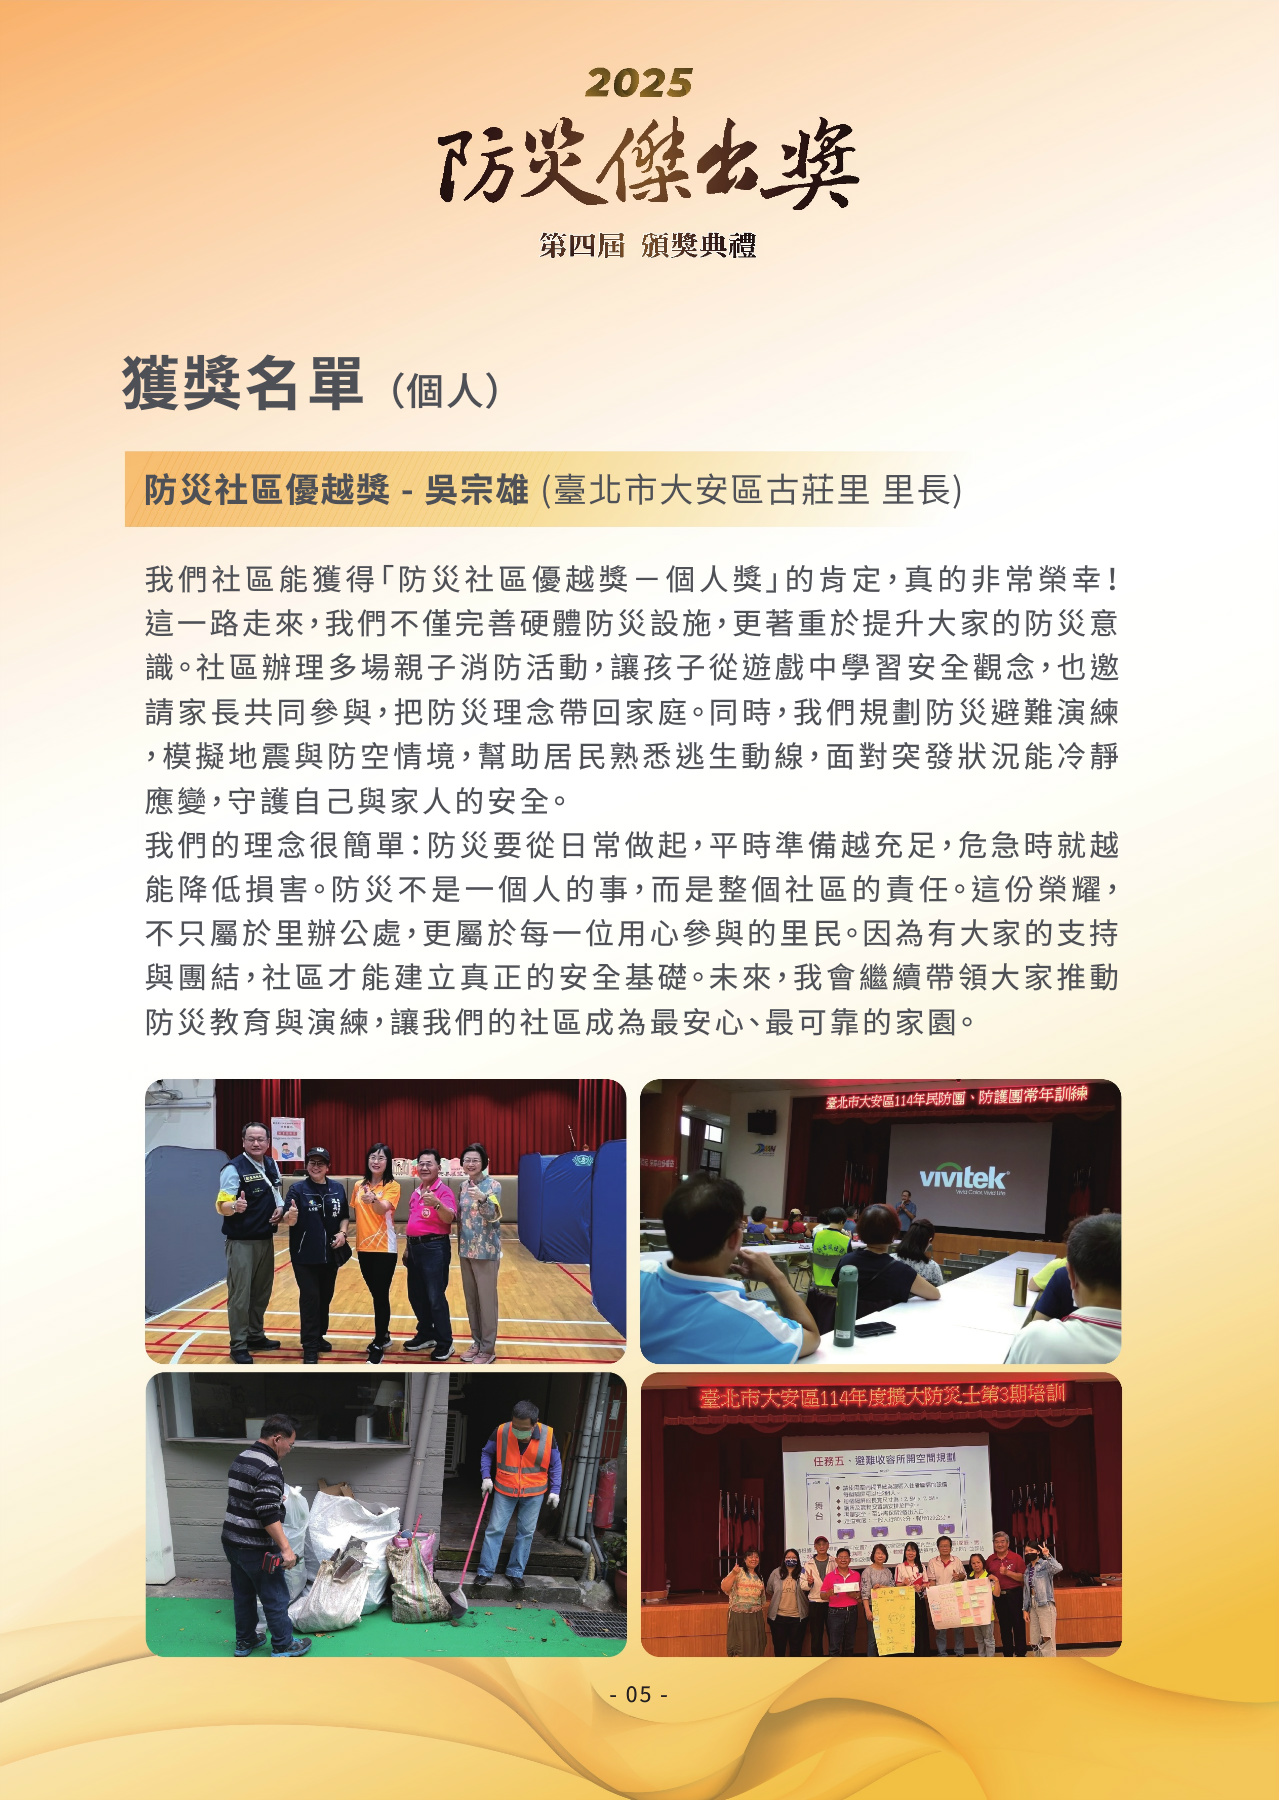 2025
防災傑出獎
第四屆 頒獎典禮
獲獎名單（個人）
防災社區優越獎 - 吳宗雄 (臺北市大安區古莊里 里長)
我們社區能獲得「防災社區優越獎－個人獎」的肯定，真的非常榮幸！
這一路走來，我們不僅完善硬體防災設施，更著重於提升大家的防災意
識。社區辦理多場親子消防活動，讓孩子從遊戲中學習安全觀念，也邀
請家長共同參與，把防災理念帶回家庭。同時，我們規劃防災避難演練
，模擬地震與防空情境，幫助居民熟悉逃生動線，面對突發狀況能冷靜
應變，守護自己與家人的安全。
我們的理念很簡單：防災要從日常做起，平時準備越充足，危急時就越
能降低損害。防災不是一個人的事，而是整個社區的責任。這份榮耀，
不只屬於里辦公處，更屬於每一位用心參與的里民。因為有大家的支持
與團結，社區才能建立真正的安全基礎。未來，我會繼續帶領大家推動
防災教育與演練，讓我們的社區成為最安心、最可靠的家園。
臺北市大安區114年民防團、防護團常年訓練
vivitek
Vivid Color, Vivid Life
臺北市大安區114年度擴大防災士第3期培訓
任務五、避難收容所開空間規劃
舞台
- 05 -